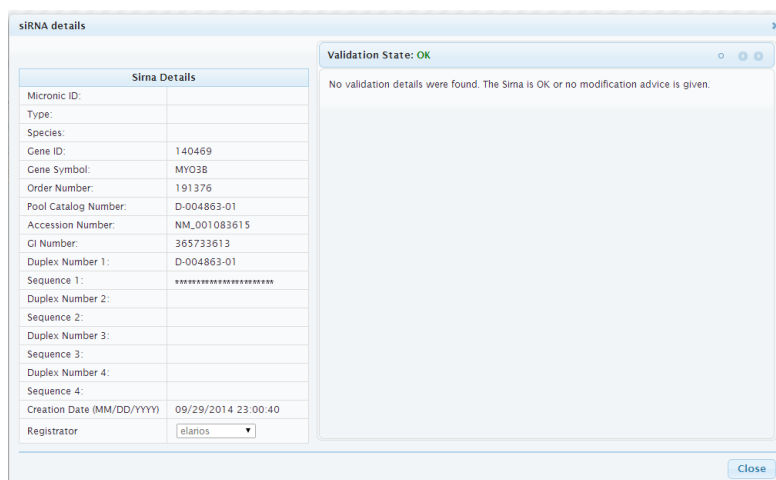 siRNA details
Validation State: OK
No validation details were found. The Sirna is OK or no modification advice is given.
Sirna Details
Micronic ID:
Type:
Species:
Gene ID: 140469
Gene Symbol: MYO3B
Order Number: 191376
Pool Catalog Number: D-004863-01
Accession Number: NM_001083615
GI Number: 365733613
Duplex Number 1: D-004863-01
Sequence 1: ***********************
Duplex Number 2:
Sequence 2:
Duplex Number 3:
Sequence 3:
Duplex Number 4:
Sequence 4:
Creation Date (MM/DD/YYYY) 09/29/2014 23:00:40
Registrator elarios
Close